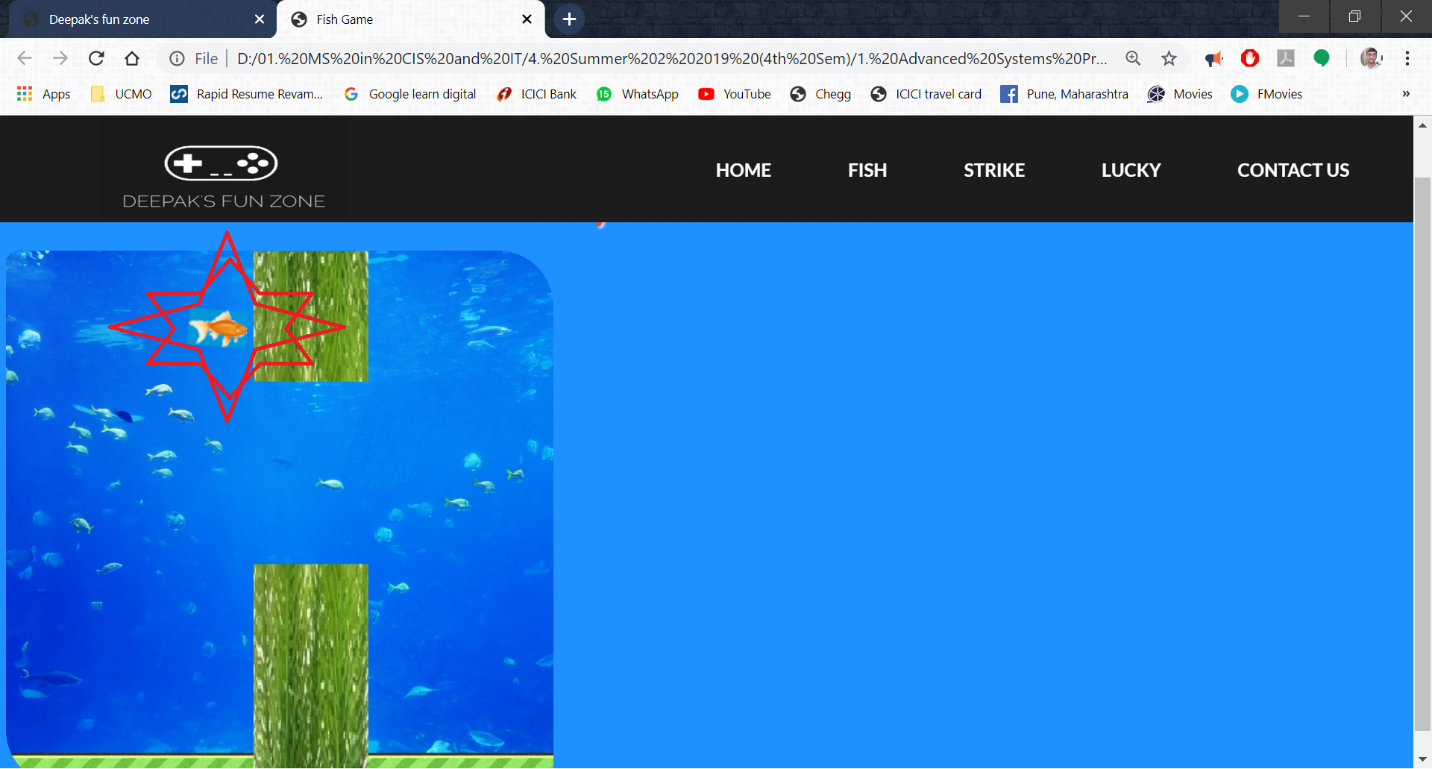 Deepak's fun zone Fish Game
File D:/01.%20MS%20in%20CIS%20and%20IT/4.%20Summer%202%202019%20(4th%20Sem)/1.%20Advanced%20Systems%20Pr...
Apps UCMO Rapid Resume Revam... Google learn digital ICICI Bank WhatsApp YouTube Chegg ICICI travel card Pune, Maharashtra Movies FMovies »
HOME FISH STRIKE LUCKY CONTACT US
DEEPAK'S FUN ZONE